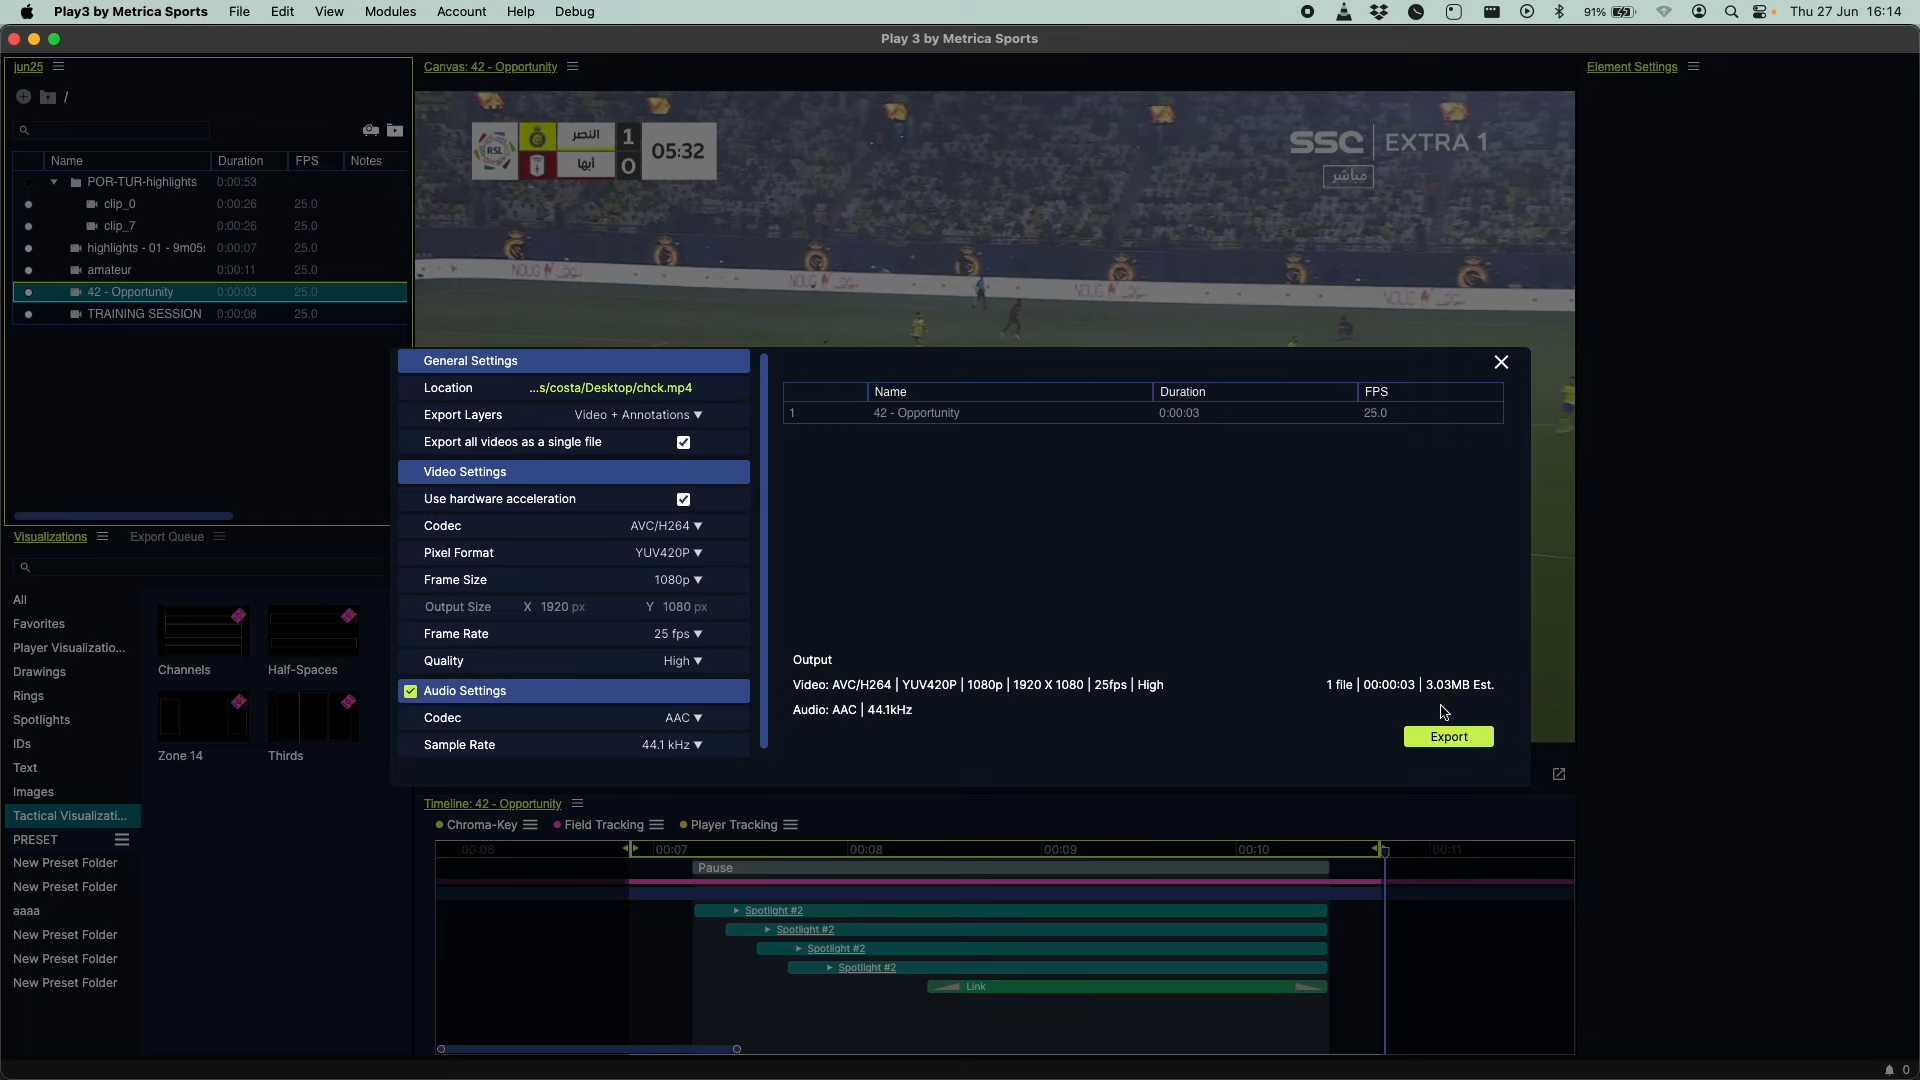 Play3 by Metrica Sports File Edit View Modules Account Help Debug 91% Thu 27 Jun 16:14
Play 3 by Metrica Sports
jun25
Canvas: 42 - Opportunity
Element Settings
/
Name Duration FPS Notes
POR-TUR-highlights 0:00:53
clip_0 0:00:26 25.0
clip_7 0:00:26 25.0
highlights - 01 - 9m05s 0:00:07 25.0
amateur 0:00:11 25.0
42 - Opportunity 0:00:03 25.0
TRAINING SESSION 0:00:08 25.0
RSL النصر 1
أبها 0
05:32
SSC EXTRA 1
مباشر
General Settings
Location ...s/costa/Desktop/chck.mp4
Export Layers Video + Annotations
Export all videos as a single file
Video Settings
Use hardware acceleration
Codec AVC/H264
Pixel Format YUV420P
Frame Size 1080p
Output Size X 1920 px Y 1080 px
Frame Rate 25 fps
Quality High
Audio Settings
Codec AAC
Sample Rate 44.1 kHz
Name Duration FPS
1 42 - Opportunity 0:00:03 25.0
Output
Video: AVC/H264 | YUV420P | 1080p | 1920 X 1080 | 25fps | High
1 file | 00:00:03 | 3.03MB Est.
Audio: AAC | 44.1kHz
Export
Visualizations Export Queue
All
Favorites
Player Visualizatio...
Drawings
Rings
Spotlights
IDs
Text
Images
Tactical Visualizati...
PRESET
New Preset Folder
New Preset Folder
aaaa
New Preset Folder
New Preset Folder
New Preset Folder
Channels Half-Spaces
Zone 14 Thirds
Timeline: 42 - Opportunity
Chroma-Key Field Tracking Player Tracking
00:06 00:07 00:08 00:09 00:10 00:11
Pause
Spotlight #2
Spotlight #2
Spotlight #2
Spotlight #2
Link
0